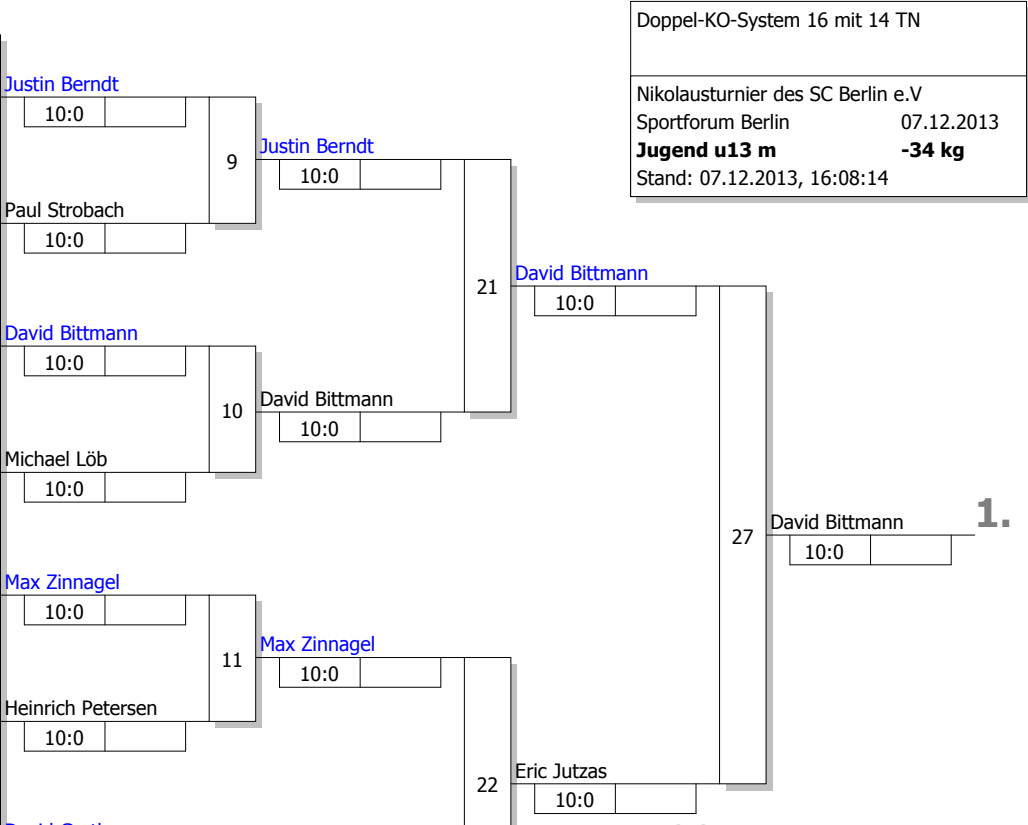 Doppel-KO-System 16 mit 14 TN
Nikolausturnier des SC Berlin e.V
Sportforum Berlin 07.12.2013
Jugend u13 m -34 kg
Stand: 07.12.2013, 16:08:14
Justin Berndt
10:0
9
Justin Berndt
10:0
Paul Strobach
10:0
21
David Bittmann
10:0
David Bittmann
10:0
10
David Bittmann
10:0
Michael Löb
10:0
27
David Bittmann
1.
10:0
Max Zinnagel
10:0
11
Max Zinnagel
10:0
Heinrich Petersen
10:0
22
Eric Jutzas
10:0